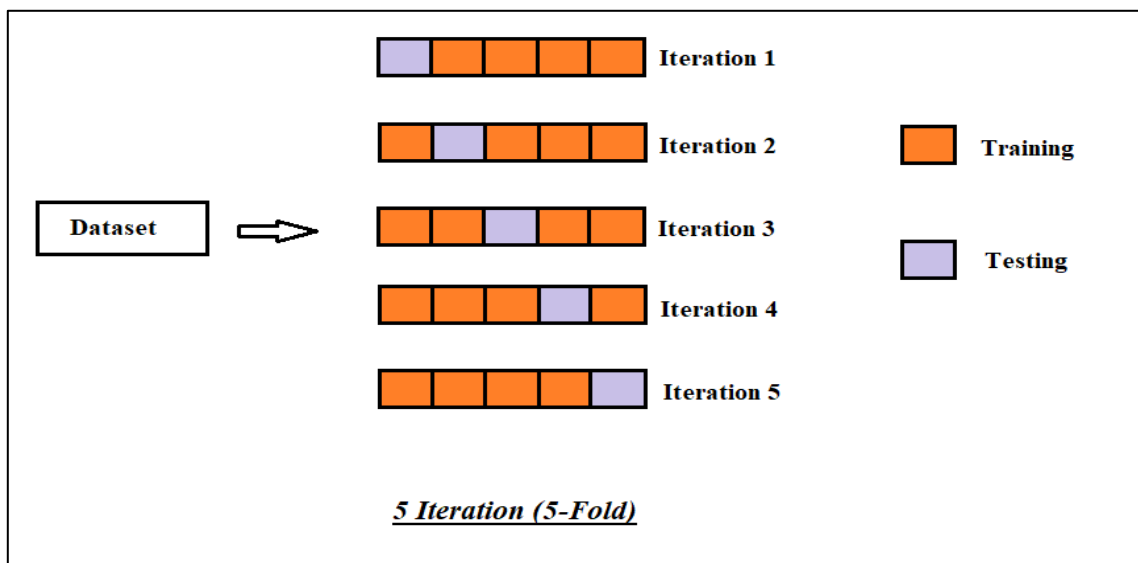 Iteration 1
Iteration 2
Training
Dataset
Iteration 3
Testing
Iteration 4
Iteration 5
5 Iteration (5-Fold)